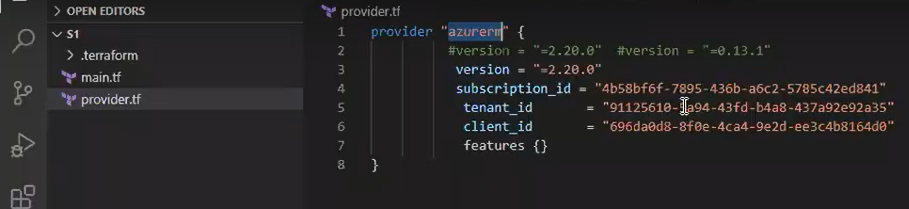 OPEN EDITORS
S1
.terraform
main.tf
provider.tf
provider.tf
1 provider "azurerm" {
2 #version = "=2.20.0" #version = "=0.13.1"
3 version = "=2.20.0"
4 subscription_id = "4b58bf6f-7895-436b-a6c2-5785c42ed841"
5 tenant_id = "91125610- a94-43fd-b4a8-437a92e92a35"
6 client_id = "696da0d8-8f0e-4ca4-9e2d-ee3c4b8164d0"
7 features {}
8 }